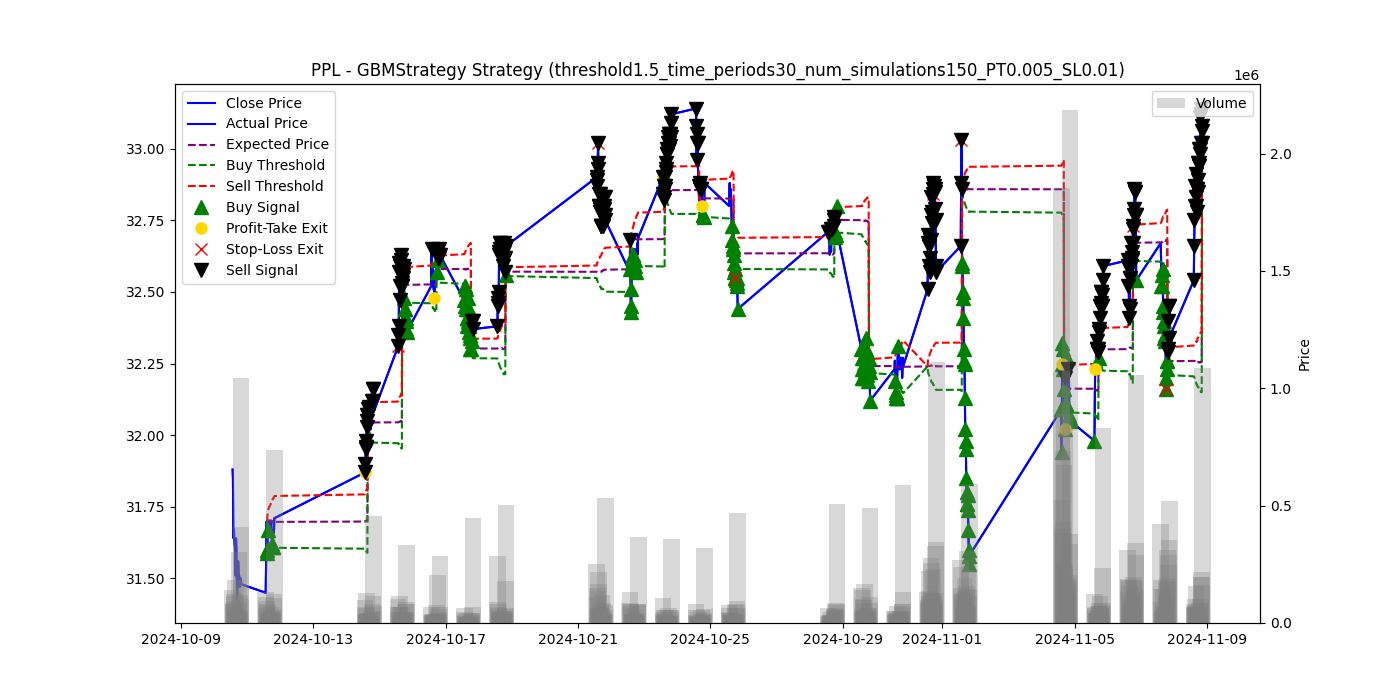 PPL - GBMStrategy Strategy (threshold1.5_time_periods30_num_simulations150_PT0.005_SL0.01)
1e6
Close Price
Actual Price
Expected Price
Buy Threshold
Sell Threshold
Buy Signal
Profit-Take Exit
Stop-Loss Exit
Sell Signal
Volume
33.00
32.75
32.50
32.25
32.00
31.75
31.50
2.0
1.5
1.0
0.5
0.0
Price
2024-10-09
2024-10-13
2024-10-17
2024-10-21
2024-10-25
2024-10-29
2024-11-01
2024-11-05
2024-11-09